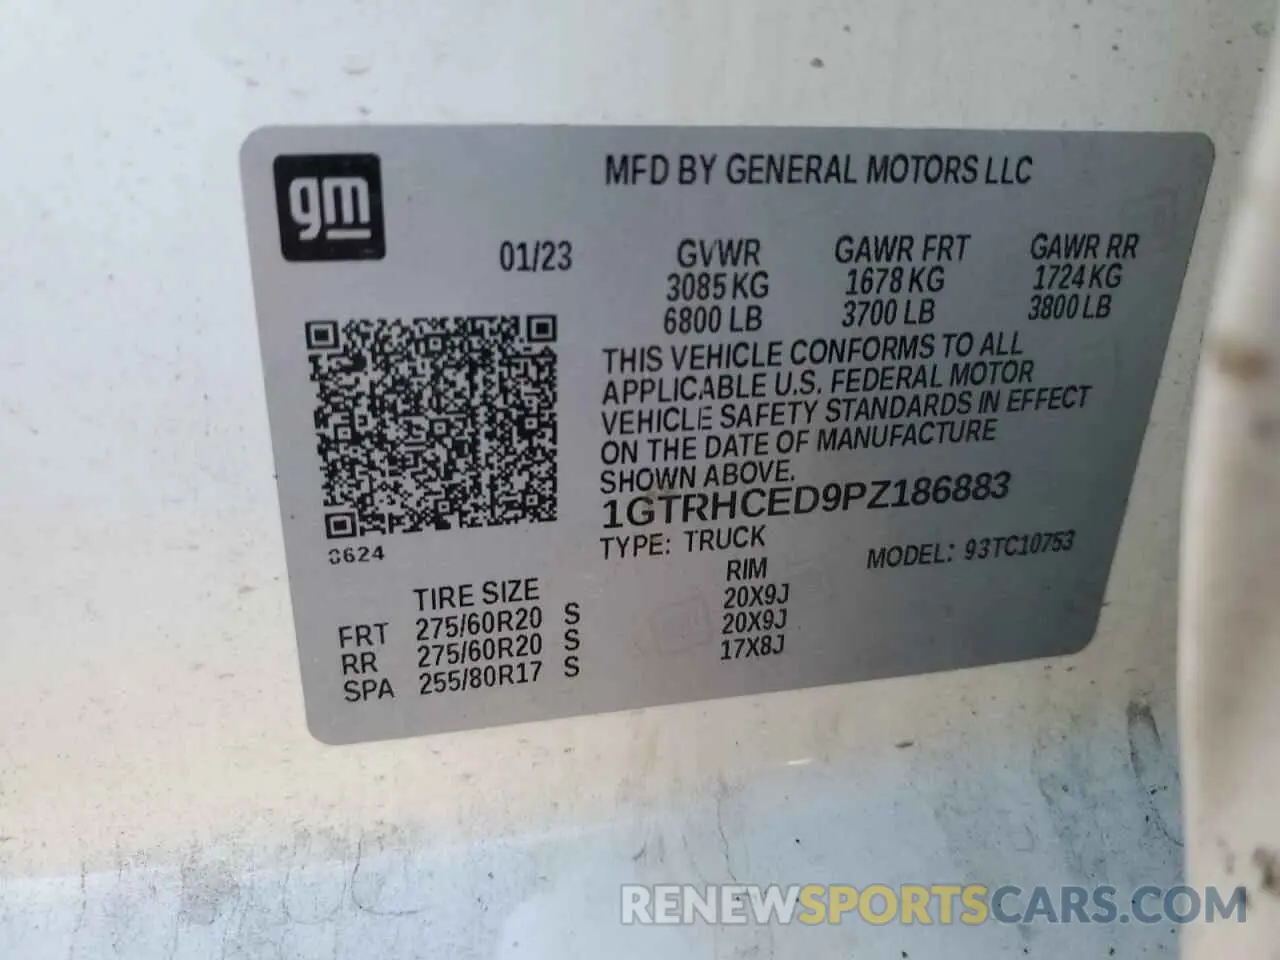 gm
MFD BY GENERAL MOTORS LLC
01/23
GVWR GAWR FRT GAWR RR
3085 KG 1678 KG 1724 KG
6800 LB 3700 LB 3800 LB
THIS VEHICLE CONFORMS TO ALL
APPLICABLE U.S. FEDERAL MOTOR
VEHICLE SAFETY STANDARDS IN EFFECT
ON THE DATE OF MANUFACTURE
SHOWN ABOVE.
1GTRHCED9PZ186883
TYPE: TRUCK MODEL: 93TC10753
0624
TIRE SIZE RIM
FRT 275/60R20 S 20X9J
RR 275/60R20 S 20X9J
SPA 255/80R17 S 17X8J
RENEWSPORTSCARS.COM